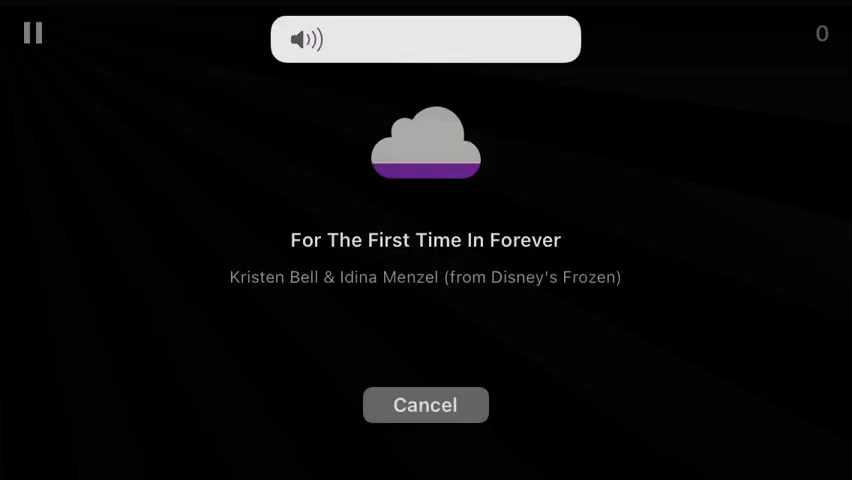 0
For The First Time In Forever
Kristen Bell & Idina Menzel (from Disney's Frozen)
Cancel